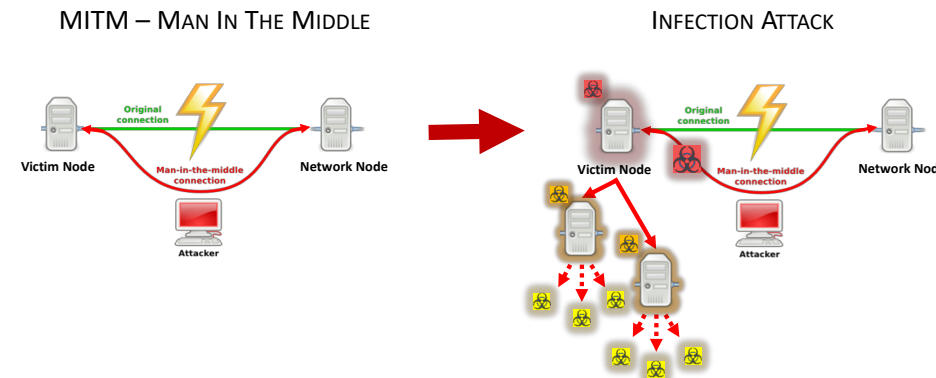 MITM – MAN IN THE MIDDLE
Original
connection
Victim Node
Network Node
Man-in-the-middle
connection
Attacker
INFECTION ATTACK
Original
connection
Victim Node
Network Nod
Man-in-the-middle
connection
Attacker